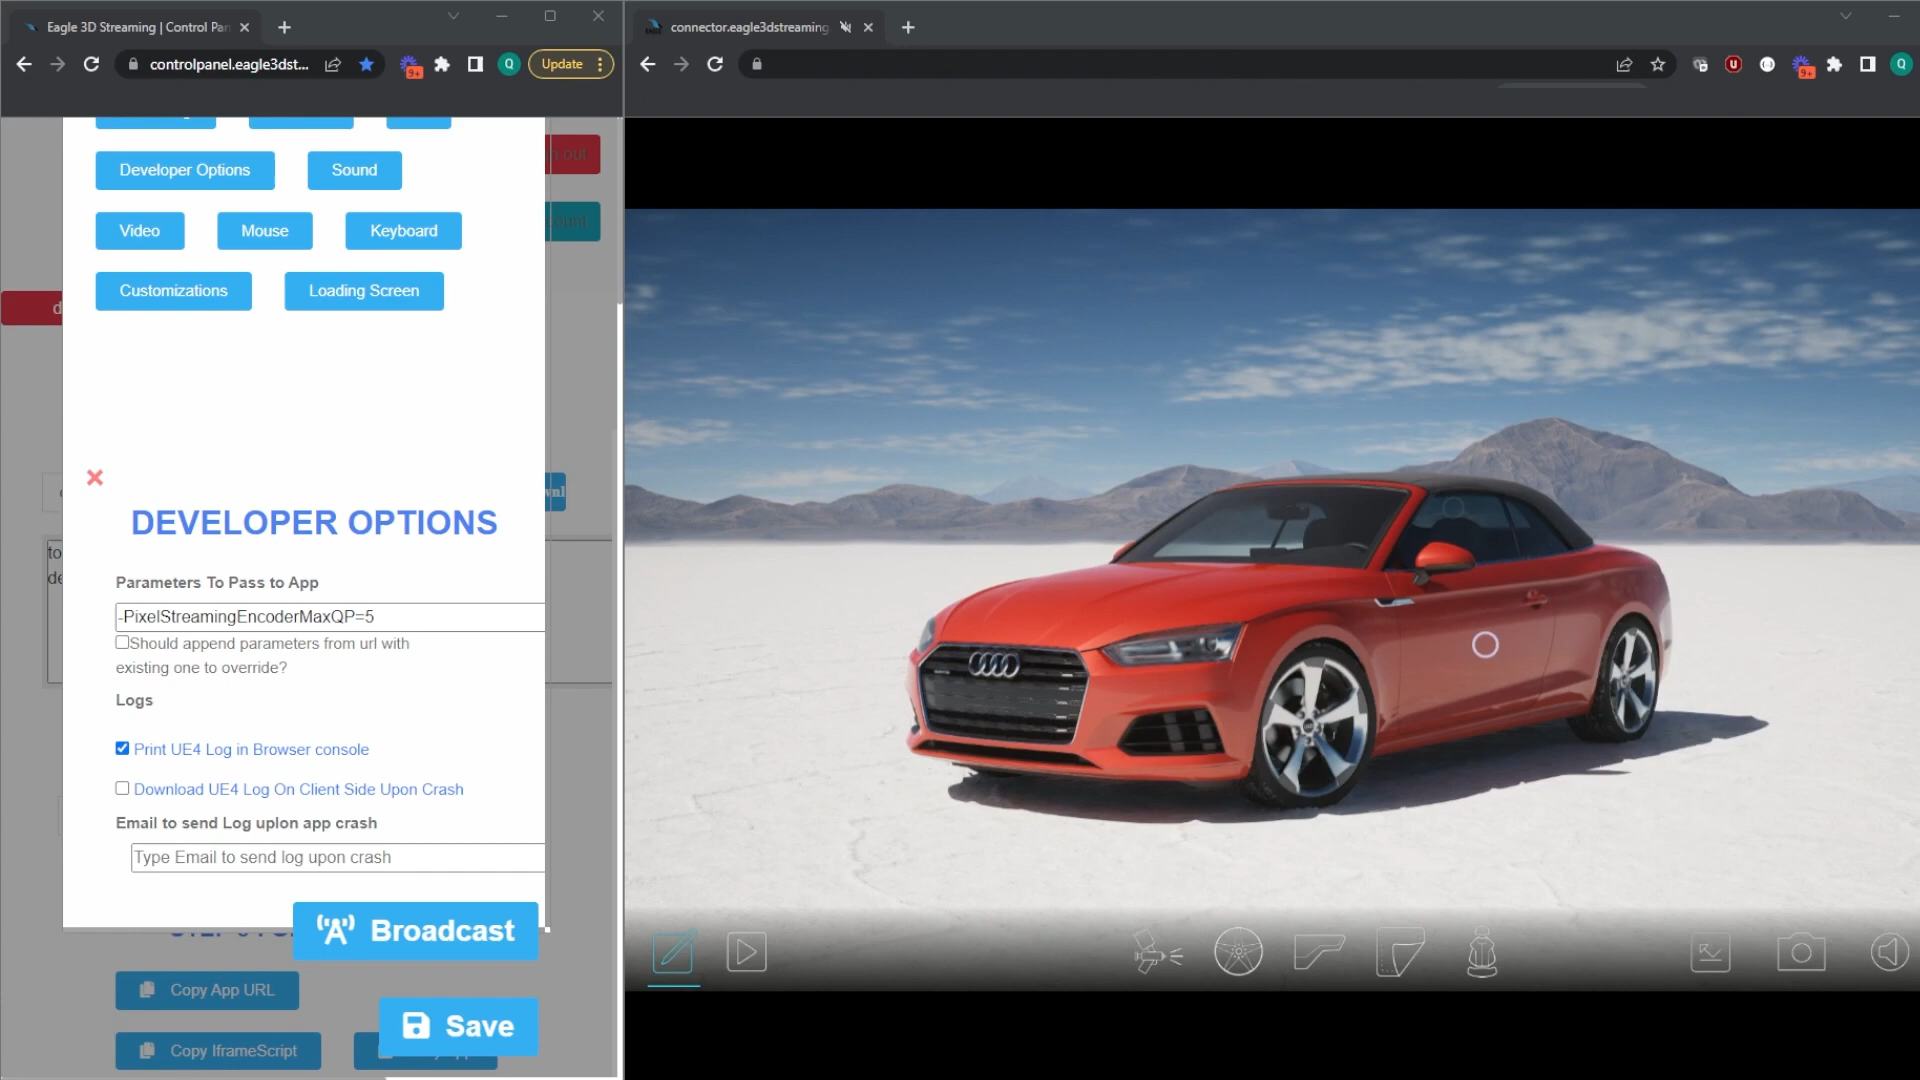 Eagle 3D Streaming | Control Pan
connector.eagle3dstreaming
controlpanel.eagle3dst...
9+
Q
Update
9+
Q
Developer Options
Sound
Video
Mouse
Keyboard
Customizations
Loading Screen
DEVELOPER OPTIONS
Parameters To Pass to App
-PixelStreamingEncoderMaxQP=5
Should append parameters from url with
existing one to override?
Logs
Print UE4 Log in Browser console
Download UE4 Log On Client Side Upon Crash
Email to send Log uplon app crash
Type Email to send log upon crash
Broadcast
Copy App URL
Save
Copy IframeScript